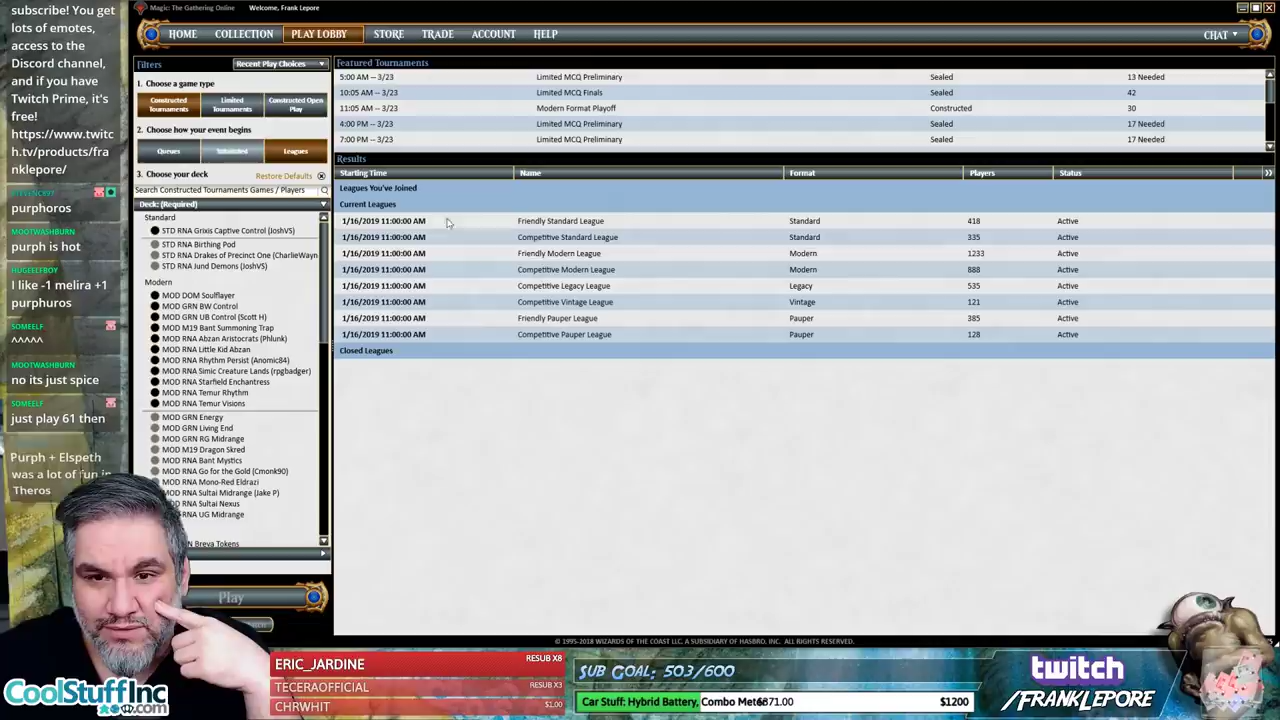 subscribe! You get
lots of emotes,
access to the
Discord channel,
and if you have
Twitch Prime, it's
free!
https://www.twitc
h.tv/products/fra
nklepore/
purphoros
MOOTWASHBURN
purph is hot
HUGEELFBOY
I like -1 melira +1
purphuros
SOMEELF
^^^^^
MOOTWASHBURN
no its just spice
SOMEELF
just play 61 then
Purph + Elspeth
was a lot of fun in
Theros
Magic: The Gathering Online
Welcome, Frank Lepore
HOME
COLLECTION
PLAY LOBBY
STORE
TRADE
ACCOUNT
HELP
CHAT
Filters
Recent Play Choices
1. Choose a game type
Constructed Tournaments
Limited Tournaments
Constructed Open Play
2. Choose how your event begins
Queues
Scheduled
Leagues
3. Choose your deck
Restore Defaults
Search Constructed Tournaments Games / Players
Deck: (Required)
Standard
STD RNA Grixis Captive Control (JoshVS)
STD RNA Birthing Pod
STD RNA Drakes of Precinct One (CharlieWayn
STD RNA Jund Demons (JoshVS)
Modern
MOD DOM Soulflayer
MOD GRN BW Control
MOD GRN UB Control (Scott H)
MOD M19 Bant Summoning Trap
MOD RNA Abzan Aristocrats (Phlunk)
MOD RNA Little Kid Abzan
MOD RNA Rhythm Persist (Anomic84)
MOD RNA Simic Creature Lands (rpgbadger)
MOD RNA Starfield Enchantress
MOD RNA Temur Rhythm
MOD RNA Temur Visions
MOD GRN Energy
MOD GRN Living End
MOD GRN RG Midrange
MOD M19 Dragon Skred
MOD RNA Bant Mystics
MOD RNA Go for the Gold (Cmonk90)
MOD RNA Mono-Red Eldrazi
MOD RNA Sultai Midrange (Jake P)
RNA Sultai Nexus
RNA UG Midrange
N Breya Tokens
Play
Featured Tournaments
5:00 AM -- 3/23 Limited MCQ Preliminary Sealed 13 Needed
10:05 AM -- 3/23 Limited MCQ Finals Sealed 42
11:05 AM -- 3/23 Modern Format Playoff Constructed 30
4:00 PM -- 3/23 Limited MCQ Preliminary Sealed 17 Needed
7:00 PM -- 3/23 Limited MCQ Preliminary Sealed 17 Needed
Results
Starting Time Name Format Players Status
Leagues You've Joined
Current Leagues
1/16/2019 11:00:00 AM Friendly Standard League Standard 418 Active
1/16/2019 11:00:00 AM Competitive Standard League Standard 335 Active
1/16/2019 11:00:00 AM Friendly Modern League Modern 1233 Active
1/16/2019 11:00:00 AM Competitive Modern League Modern 888 Active
1/16/2019 11:00:00 AM Competitive Legacy League Legacy 535 Active
1/16/2019 11:00:00 AM Competitive Vintage League Vintage 121 Active
1/16/2019 11:00:00 AM Friendly Pauper League Pauper 385 Active
1/16/2019 11:00:00 AM Competitive Pauper League Pauper 128 Active
Closed Leagues
© 1995-2018 WIZARDS OF THE COAST LLC, A SUBSIDIARY OF HASBRO, INC. ALL RIGHTS RESERVED.
CoolStuffInc
.com
ERIC_JARDINE RESUB X8
TECERAOFFICIAL RESUB X3
CHRWHIT $1.00
SUB GOAL: 503/600
Car Stuff: Hybrid Battery, Combo Mete $871.00 $1200
twitch
/FRANKLEPORE